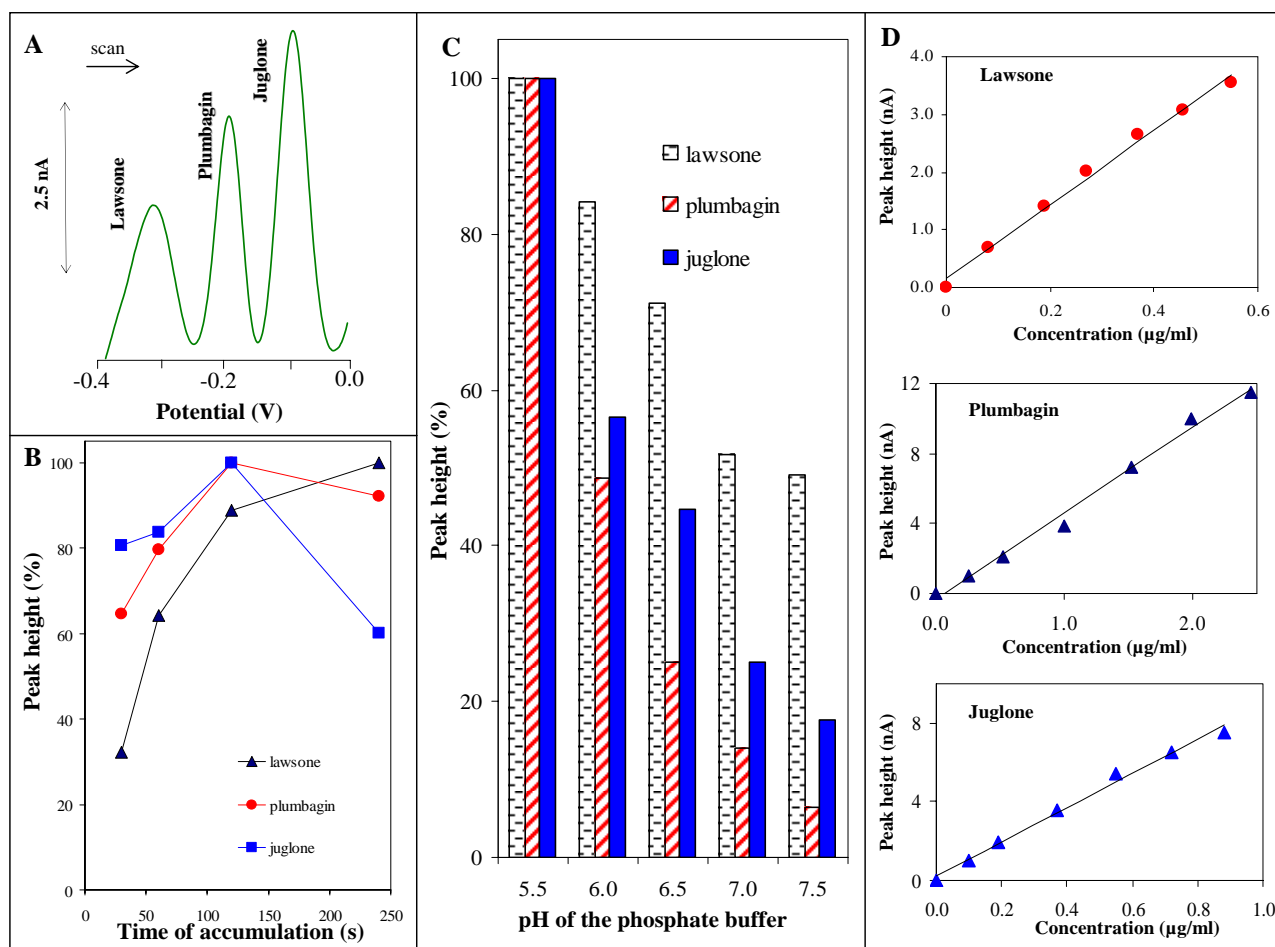 A
scan
2.5 nA
Lawsone
Plumbagin
Juglone
-0.4
-0.2
0.0
Potential (V)
B
Peak height (%)
100
80
60
40
20
0
lawsone
plumbagin
juglone
0
50
100
150
200
250
Time of accumulation (s)
C
Peak height (%)
100
80
60
40
20
0
lawsone
plumbagin
juglone
5.5
6.0
6.5
7.0
7.5
pH of the phosphate buffer
D
Lawsone
Peak height (nA)
4.0
3.0
2.0
1.0
0.0
0
0.2
0.4
0.6
Concentration (µg/ml)
Plumbagin
Peak height (nA)
12
8
4
0
0.0
1.0
2.0
Concentration (µg/ml)
Juglone
Peak height (nA)
8
4
0
0.0
0.2
0.4
0.6
0.8
1.0
Concentration (µg/ml)